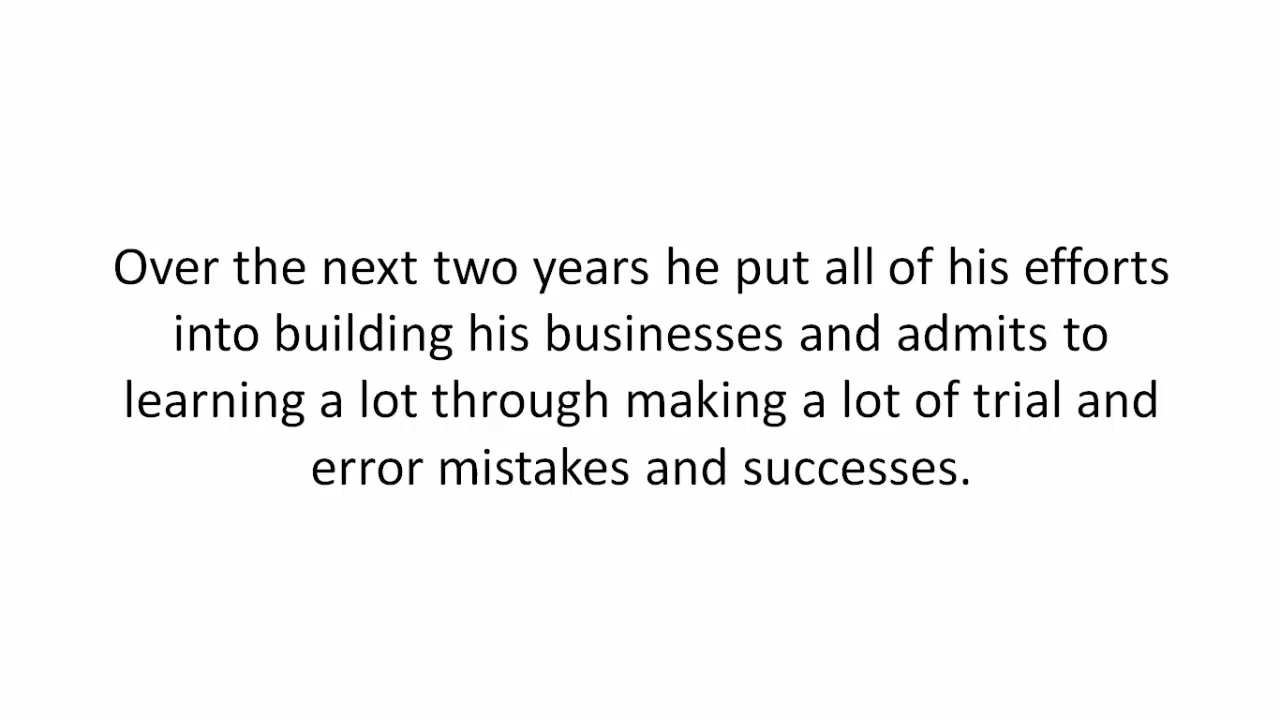 Over the next two years he put all of his efforts
into building his businesses and admits to
learning a lot through making a lot of trial and
error mistakes and successes.